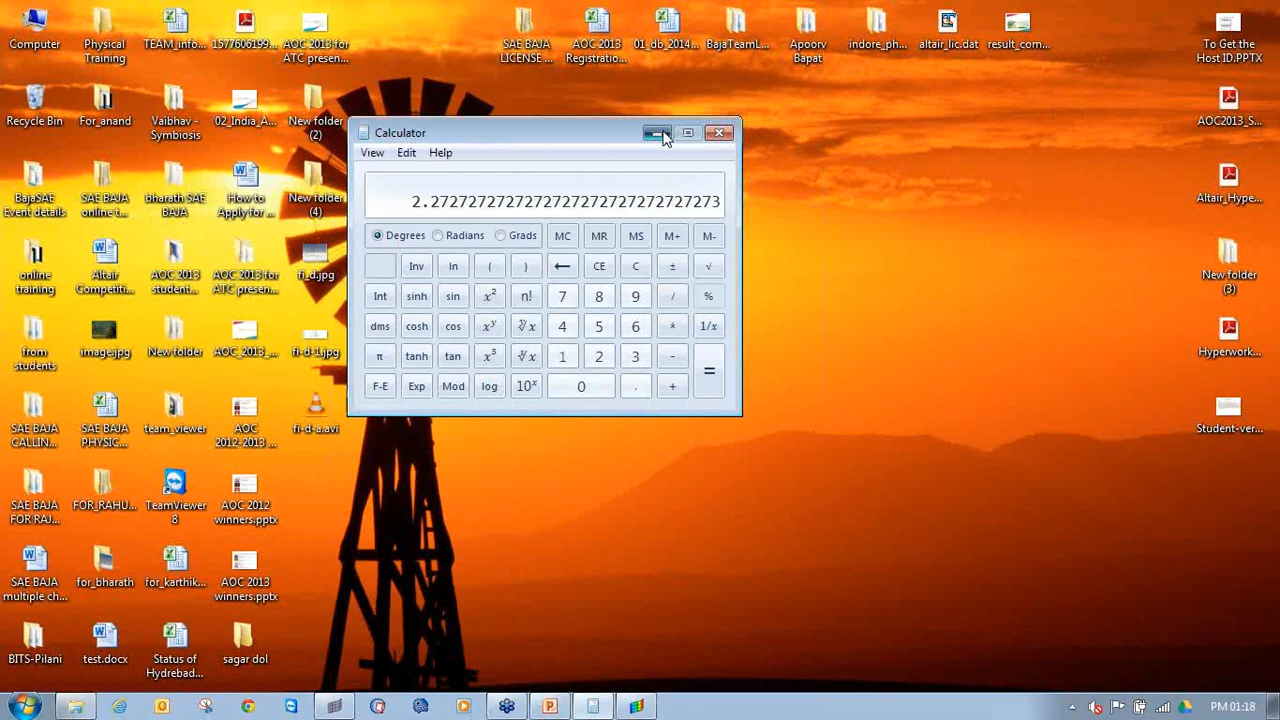 Computer
Physical
Training
TEAM_info...
1577606199...
AOC 2013 for
ATC presen...
SAE BAJA
LICENSE ...
AOC 2013
Registratio...
01_db_2014...
BajaTeamL...
Apoorv
Bapat
indore_ph...
altair_lic.dat
result_com...
To Get the
Host ID.PPTX
Recycle Bin
For_anand
Vaibhav -
Symbiosis
02_India_A...
New folder
(2)
AOC2013_S...
Calculator
View Edit Help
2.2727272727272727272727272727273
Degrees Radians Grads MC MR MS M+ M-
Inv ln ( ) ← CE C ± √
Int sinh sin x² n! 7 8 9 / %
dms cosh cos xʸ ʸ√x 4 5 6 * 1/x
π tanh tan x³ ³√x 1 2 3 - =
F-E Exp Mod log 10ˣ 0 . +
BajaSAE
Event details
SAE BAJA
online t...
bharath SAE
BAJA
How to
Apply for ...
New folder
(4)
Altair_Hype...
online
training
Altair
Competiti...
AOC 2013
student...
AOC 2013 for
ATC presen...
fi_d.jpg
New folder
(3)
from
students
image.jpg
New folder
AOC_2013_...
fi-d-1.jpg
Hyperwork...
SAE BAJA
CALLIN...
SAE BAJA
PHYSIC...
team_viewer
AOC
2012-2013 ...
fi-d-a.avi
Student-ver...
SAE BAJA
FOR RAJ...
FOR_RAHU...
TeamViewer
8
AOC 2012
winners.pptx
SAE BAJA
multiple ch...
for_bharath
for_karthik...
AOC 2013
winners.pptx
BITS-Pilani
test.docx
Status of
Hydrebad...
sagar dol
PM 01:18